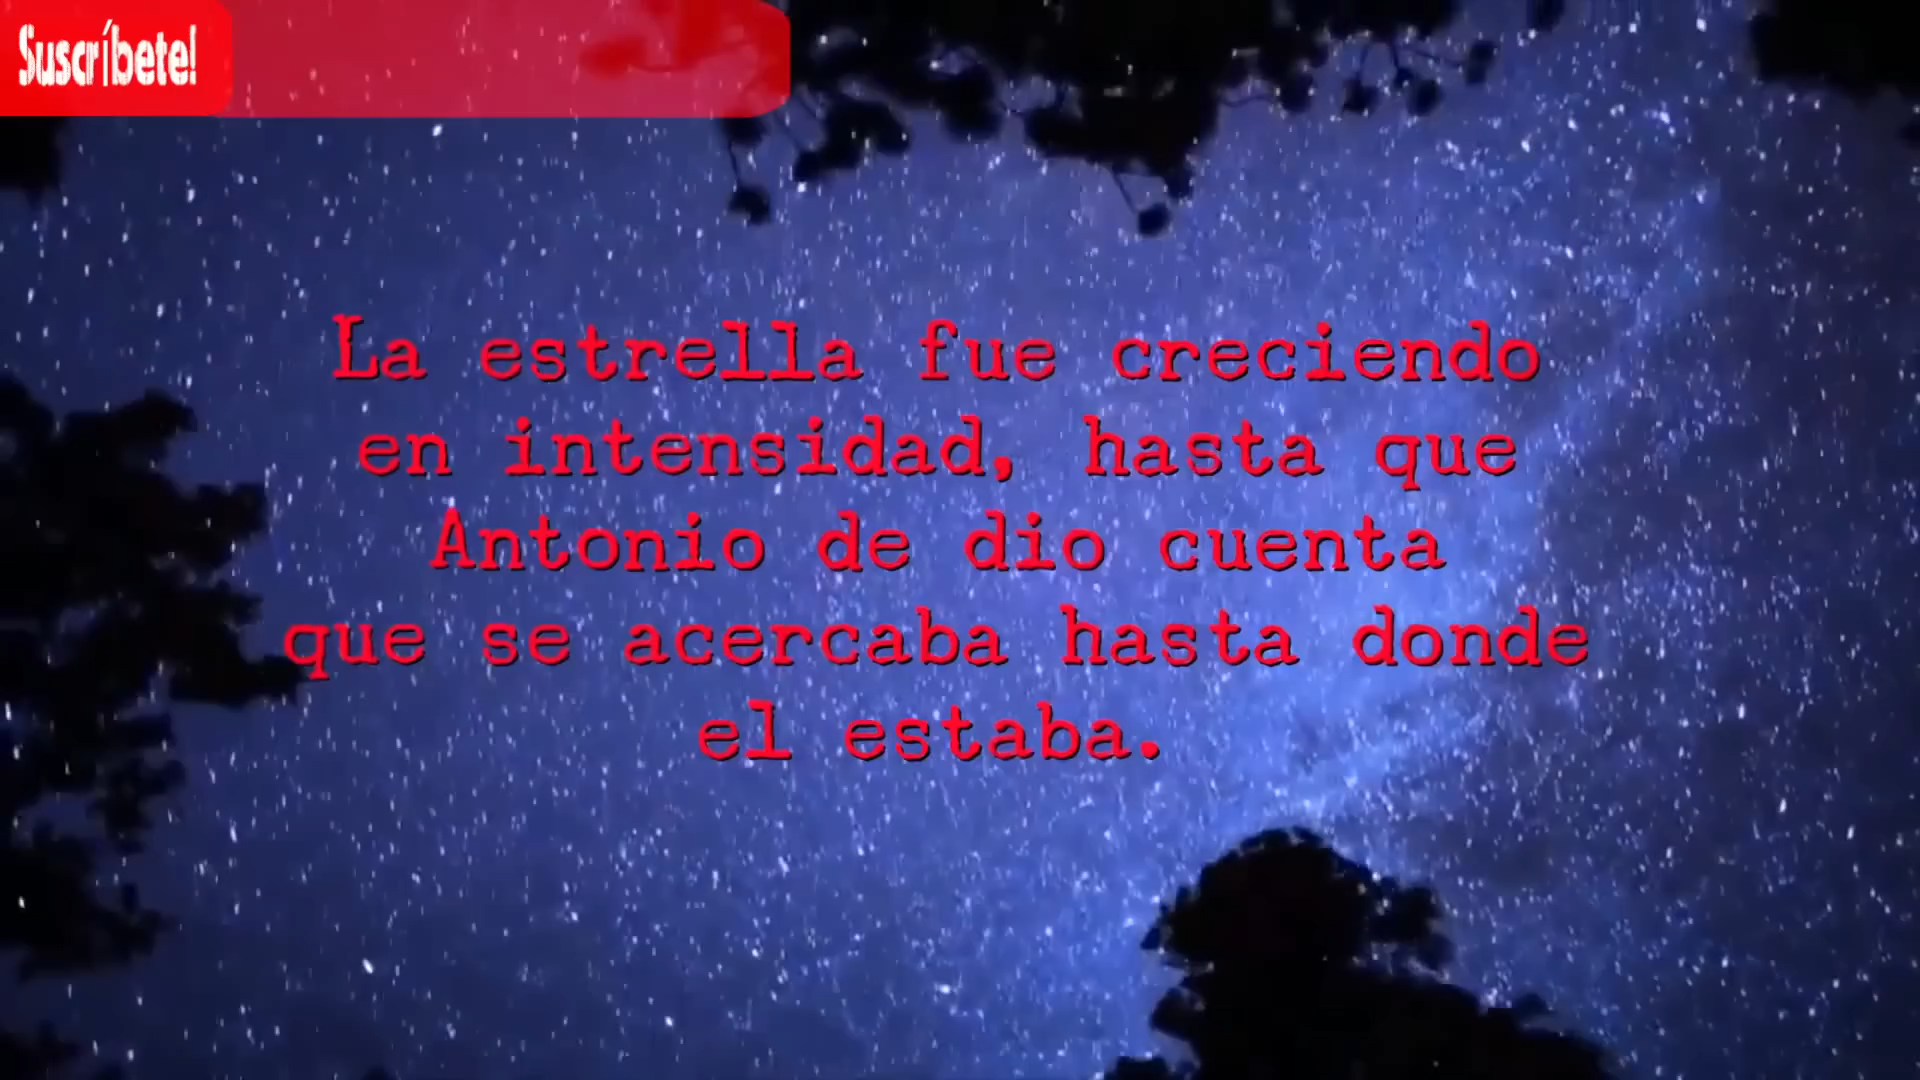 Suscríbete!
La estrella fue creciendo
en intensidad, hasta que
Antonio de dio cuenta
que se acercaba hasta donde
el estaba.